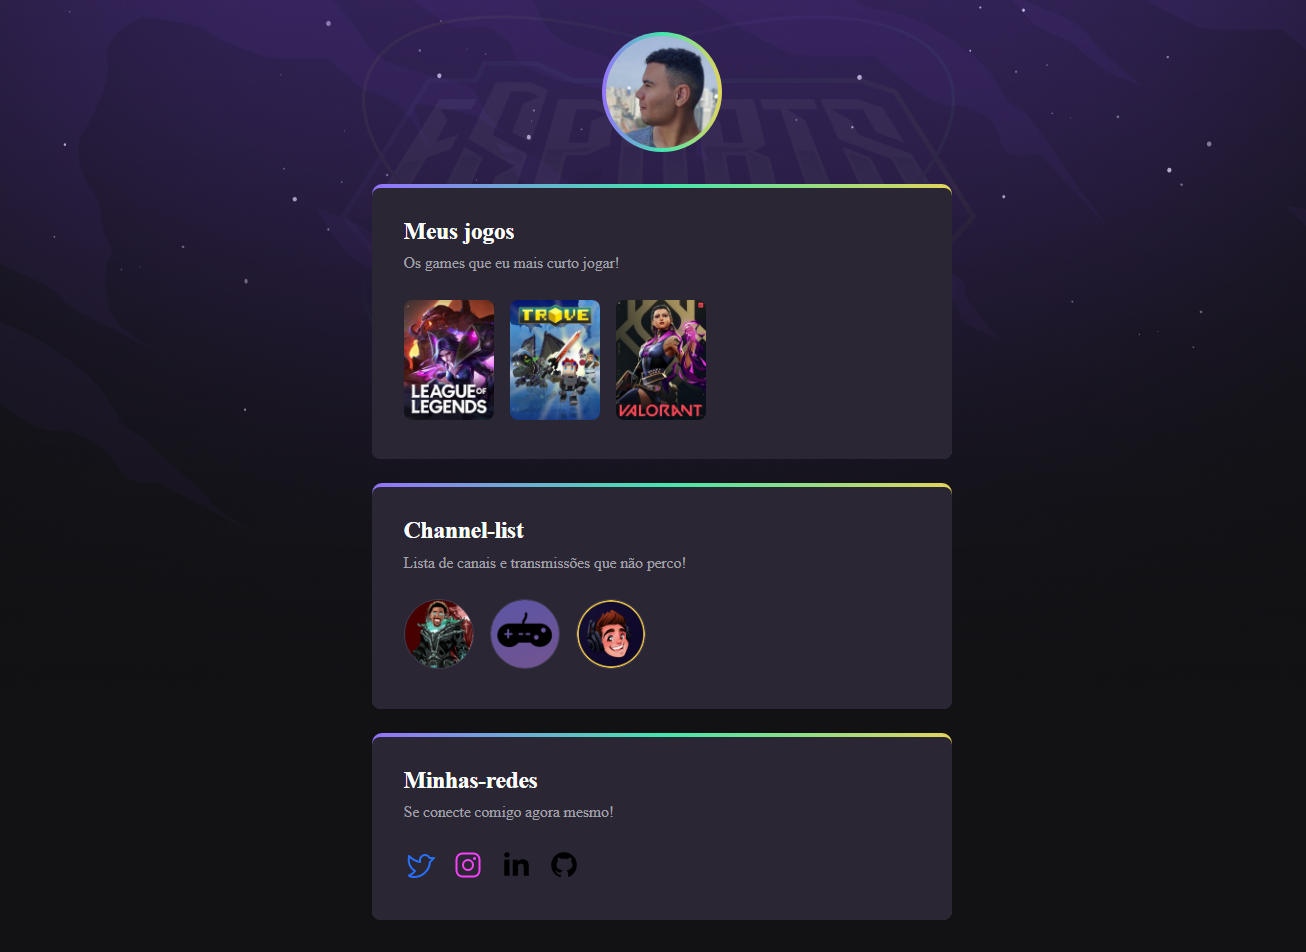 ESPORTS
Meus jogos
Os games que eu mais curto jogar!
LEAGUE OF
LEGENDS
TROVE
VALORANT
Channel-list
Lista de canais e transmissões que não perco!
Minhas-redes
Se conecte comigo agora mesmo!
in